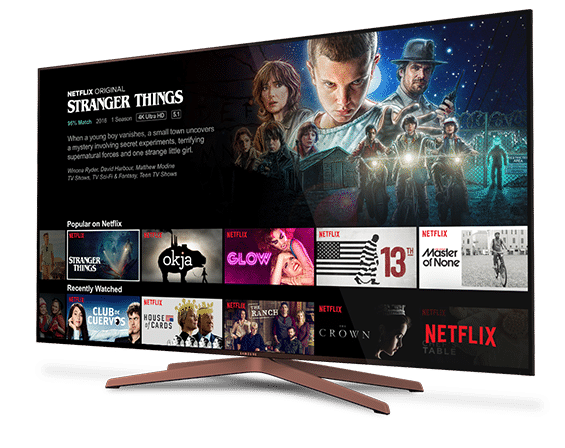 NETFLIX ORIGINAL
STRANGER THINGS
95% Match 2016 1 Season 4K Ultra HD 5.1
When a young boy vanishes, a small town uncovers
a mystery involving secret experiments, terrifying
supernatural forces and one strange little girl.
Winona Ryder, David Harbour, Matthew Modine
TV Shows, TV Sci-Fi & Fantasy, Teen TV Shows
Popular on Netflix
NETFLIX
STRANGER
THINGS
NETFLIX
okja
NETFLIX
GLOW
NETFLIX
13TH
NETFLIX
Master
of None
Recently Watched
NETFLIX
CLUB DE
CUERVOS
NETFLIX
HOUSE
of CARDS
NETFLIX
THE
RANCH
NETFLIX
THE
CROWN
NETFLIX
CHEF'S
TABLE
SAMSUNG